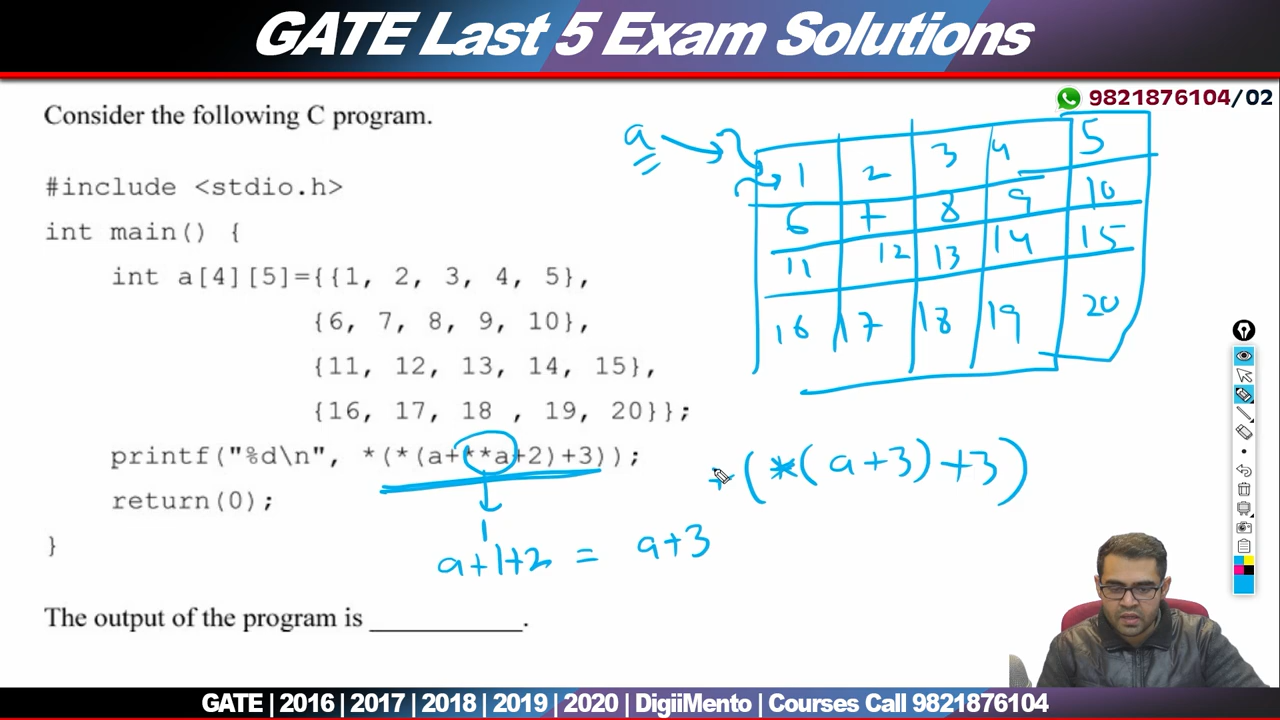 GATE Last 5 Exam Solutions
9821876104/02
Consider the following C program.
#include <stdio.h>
int main() {
int a[4][5]={{1, 2, 3, 4, 5},
{6, 7, 8, 9, 10},
{11, 12, 13, 14, 15},
{16, 17, 18 , 19, 20}};
printf("%d\n", *(*(a+**a+2)+3));
return(0);
}
The output of the program is ___________.
a
1 2 3 4 5
6 7 8 9 10
11 12 13 14 15
16 17 18 19 20
*(*(a+3)+3)
1
a+1+2 = a+3
GATE | 2016 | 2017 | 2018 | 2019 | 2020 | DigiiMento | Courses Call 9821876104